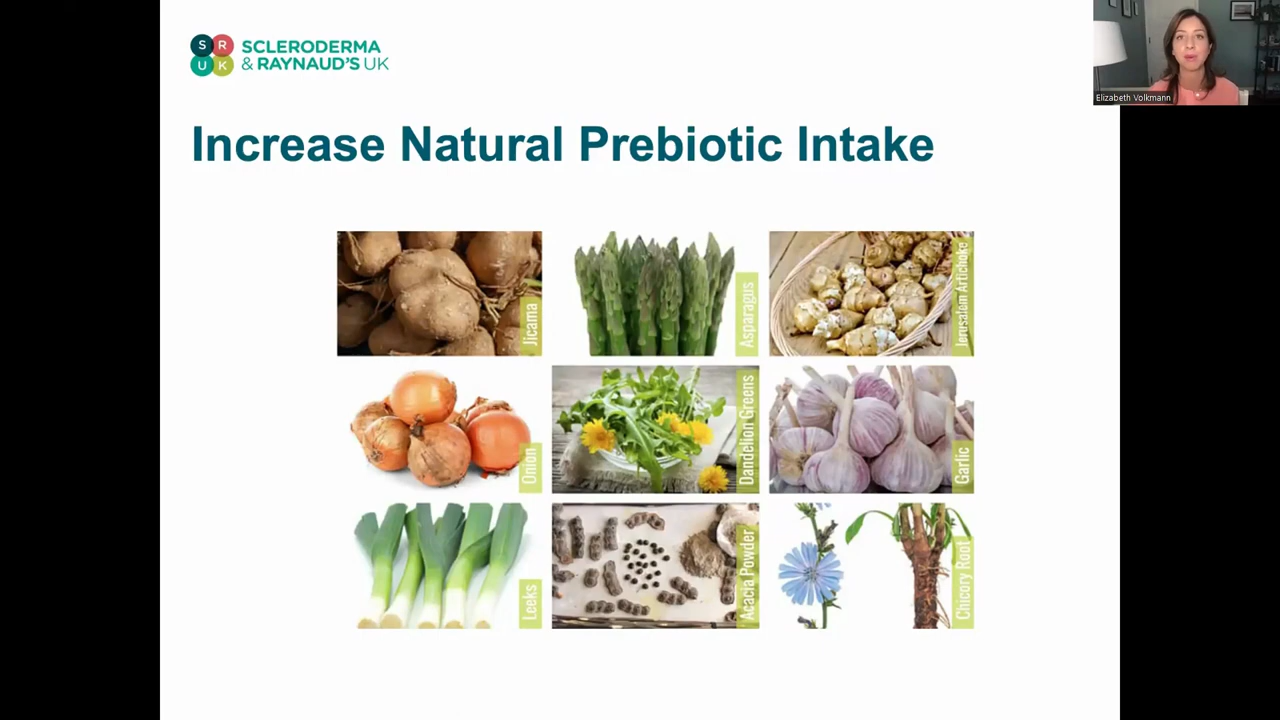 S R
U K
SCLERODERMA
& RAYNAUD'S UK
Elizabeth Volkmann
Increase Natural Prebiotic Intake
Jicama
Asparagus
Jerusalem Artichoke
Onion
Dandelion Greens
Garlic
Leeks
Acacia Powder
Chicory Root